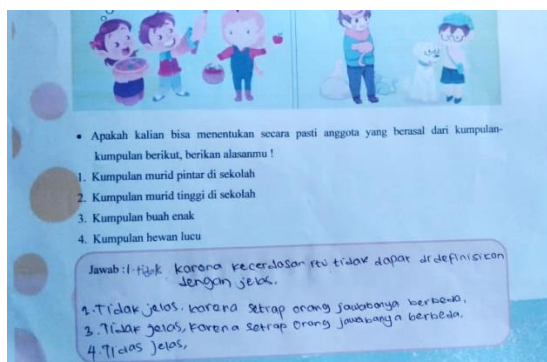 • Apakah kalian bisa menentukan secara pasti anggota yang berasal dari kumpulan-
kumpulan berikut, berikan alasanmu !
1. Kumpulan murid pintar di sekolah
2. Kumpulan murid tinggi di sekolah
3. Kumpulan buah enak
4. Kumpulan hewan lucu
Jawab : 1. tidak karena kecerdasan itu tidak dapat di definisikan
dengan jelas.
2. Tidak jelas, karena setiap orang jawabanya berbeda.
3. Tidak jelas, karena setiap orang jawabanya berbeda.
4. Tidas jelas,